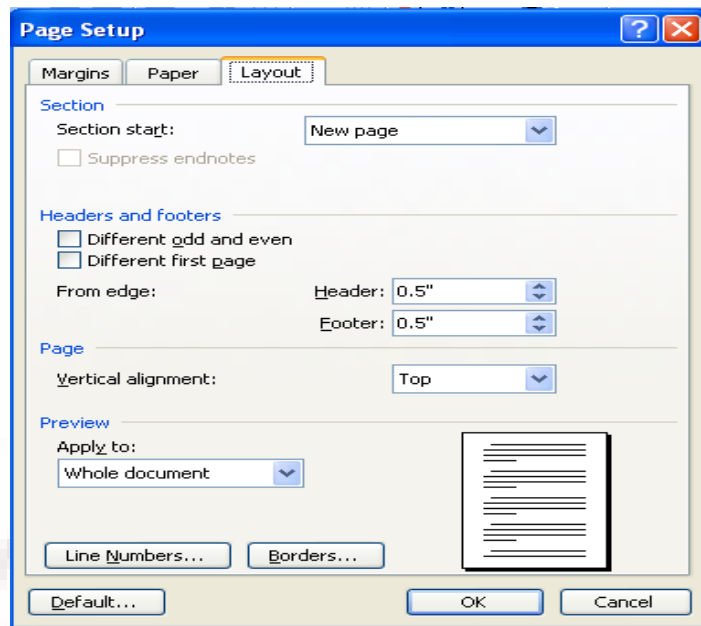 Page Setup
Margins Paper Layout
Section
Section start: New page
Suppress endnotes
Headers and footers
Different odd and even
Different first page
From edge: Header: 0.5"
Footer: 0.5"
Page
Vertical alignment: Top
Preview
Apply to:
Whole document
Line Numbers... Borders...
Default... OK Cancel